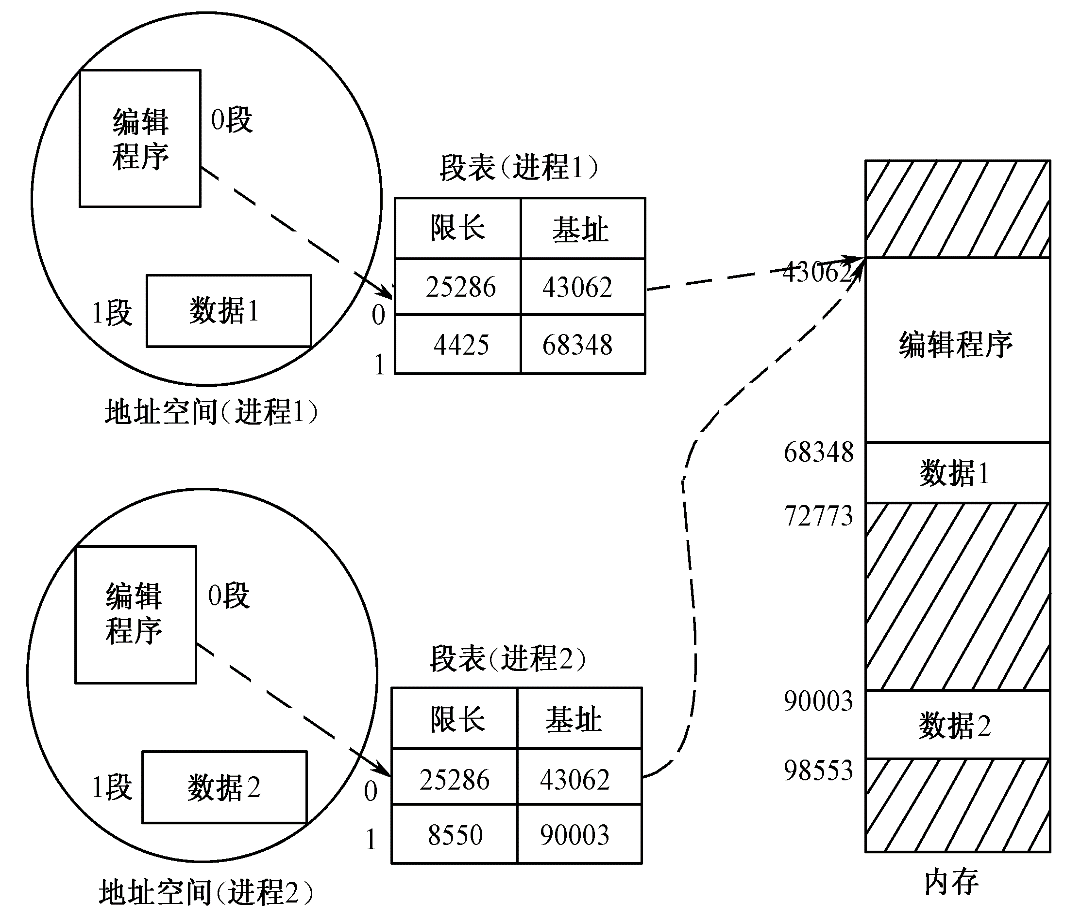 编辑
程序
0段
1段
数据1
地址空间(进程1)
段表(进程1)
限长 基址
0 25286 43062
1 4425 68348
编辑
程序
0段
1段
数据2
地址空间(进程2)
段表(进程2)
限长 基址
0 25286 43062
1 8550 90003
43062
编辑程序
68348
数据1
72773
90003
数据2
98553
内存